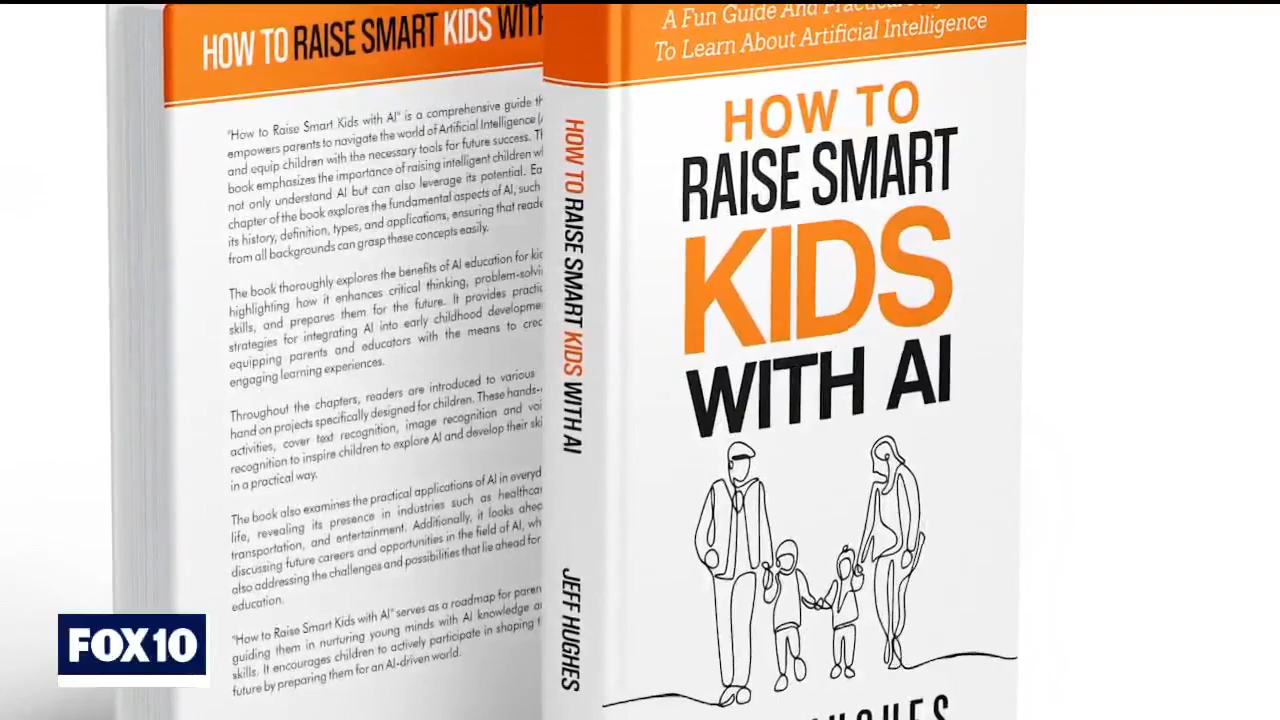 HOW TO RAISE SMART KIDS WITH
"How to Raise Smart Kids with AI" is a comprehensive guide
empowers parents to navigate the world of Artificial Intelligence
and equip children with the necessary tools for future success.
book emphasizes the importance of raising intelligent children
not only understand AI but can also leverage its potential.
chapter of the book explores the fundamental aspects of AI, such
its history, definition, types, and applications, ensuring that
from all backgrounds can grasp these concepts easily.
The book thoroughly explores the benefits of AI education for
highlighting how it enhances critical thinking,
skills, and prepares them for the future. It provides
strategies for integrating AI into early childhood
equipping parents and educators with the means to
engaging learning experiences.
Throughout the chapters, readers are introduced to various
hand on projects specifically designed for children. These
activities, cover text recognition, image recognition and
recognition to inspire children to explore AI and develop their
in a practical way.
The book also examines the practical applications of AI in
life, revealing its presence in industries such as
transportation, and entertainment. Additionally, it looks
discussing future careers and opportunities in the field of AI,
also addressing the challenges and possibilities that lie ahead for
education.
"How to Raise Smart Kids with AI" serves as a roadmap for
guiding them in nurturing young minds with AI knowledge
skills. It encourages children to actively participate in shaping
future by preparing them for an AI-driven world.
HOW TO RAISE SMART KIDS WITH AI
JEFF HUGHES
A Fun Guide And
To Learn About Artificial Intelligence
HOW TO
RAISE SMART
KIDS
WITH AI
FOX 10